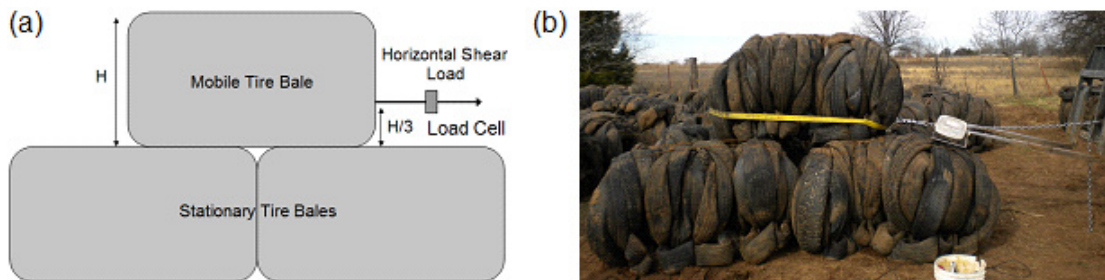 (a)
H
Mobile Tire Bale
Horizontal Shear
Load
H/3
Load Cell
Stationary Tire Bales
(b)